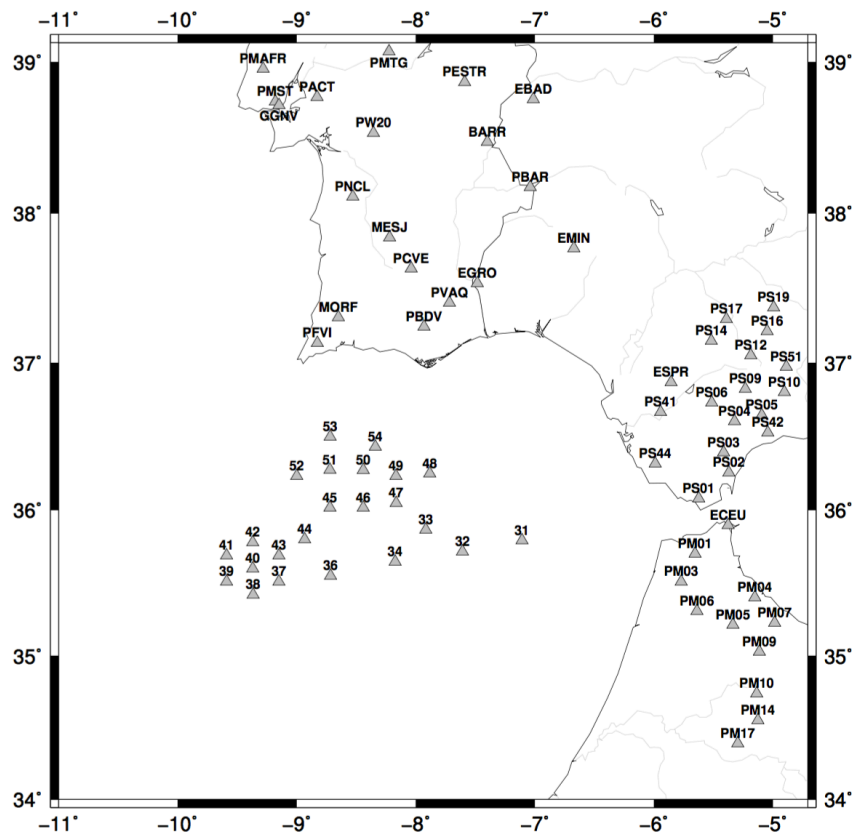 −11° −10° −9° −8° −7° −6° −5°
39° 39°
PMAFR
PMTG
PESTR
PMST PACT EBAD
GGNV
PW20 BARR
PBAR
PNCL
38° 38°
MESJ EMIN
PCVE
EGRO
PVAQ PS19
MORF PBDV PS17 PS16
PFVI PS14
PS12
37° 37°
PS51
ESPR PS09 PS10
PS06
PS41 PS04 PS05
PS42
53
54 PS03
52 51 50 49 48 PS44 PS02
36° 36°
45 46 47 PS01
ECEU
33
42 44 32 31 PM01
41 43
40 34
39 37 36 PM03
38 PM04
PM06
PM05 PM07
PM09
35° 35°
PM10
PM14
PM17
34° 34°
−11° −10° −9° −8° −7° −6° −5°